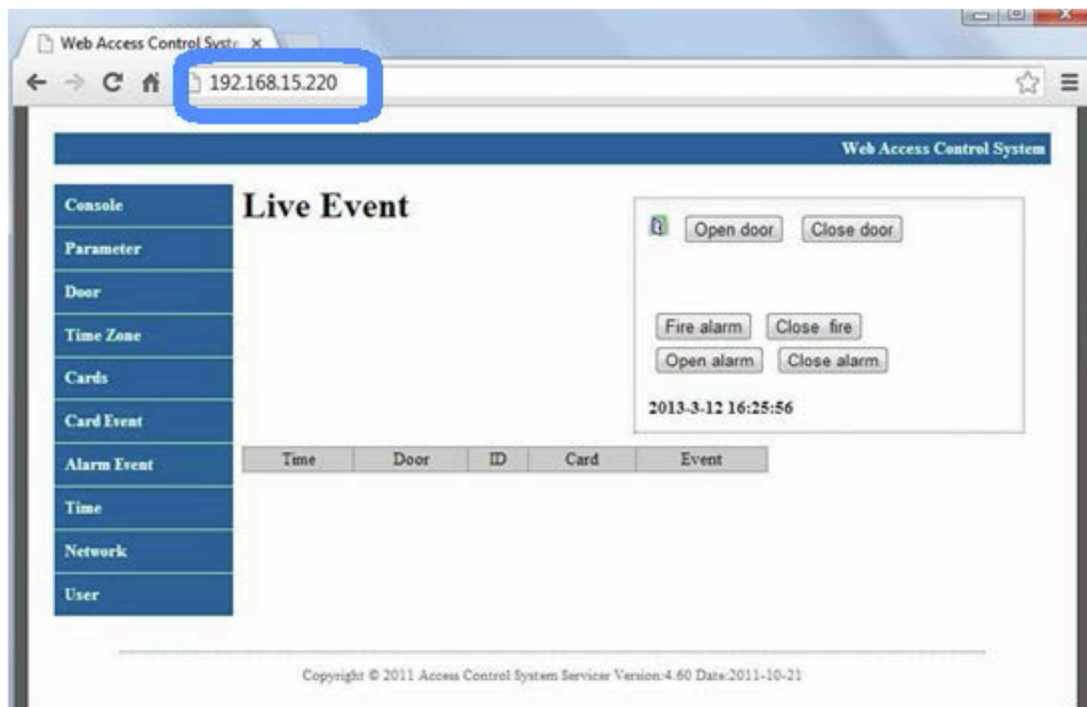 Web Access Control Syste
192.168.15.220
Web Access Control System
Console
Parameter
Door
Time Zone
Cards
Card Event
Alarm Event
Time
Network
User
Live Event
Open door Close door
Fire alarm Close fire
Open alarm Close alarm
2013-3-12 16:25:56
Time Door ID Card Event
Copyright © 2011 Access Control System Servicer Version:4.60 Date:2011-10-21